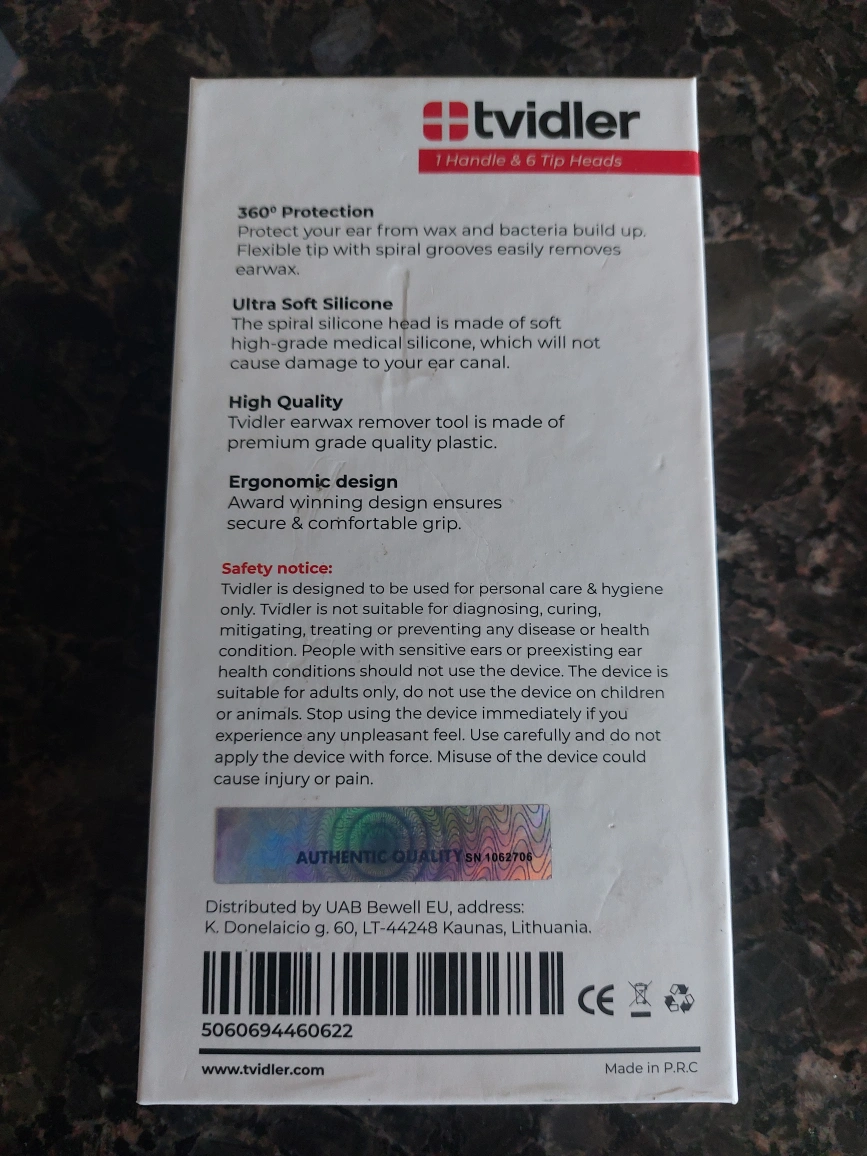 tvidler
1 Handle & 6 Tip Heads
360º Protection
Protect your ear from wax and bacteria build up.
Flexible tip with spiral grooves easily removes
earwax.
Ultra Soft Silicone
The spiral silicone head is made of soft
high-grade medical silicone, which will not
cause damage to your ear canal.
High Quality
Tvidler earwax remover tool is made of
premium grade quality plastic.
Ergonomic design
Award winning design ensures
secure & comfortable grip.
Safety notice:
Tvidler is designed to be used for personal care & hygiene
only. Tvidler is not suitable for diagnosing, curing,
mitigating, treating or preventing any disease or health
condition. People with sensitive ears or preexisting ear
health conditions should not use the device. The device is
suitable for adults only, do not use the device on children
or animals. Stop using the device immediately if you
experience any unpleasant feel. Use carefully and do not
apply the device with force. Misuse of the device could
cause injury or pain.
AUTHENTIC QUALITY SN 1062706
Distributed by UAB Bewell EU, address:
K. Donelaicio g. 60, LT-44248 Kaunas, Lithuania.
CE
5060694460622
www.tvidler.com Made in P.R.C